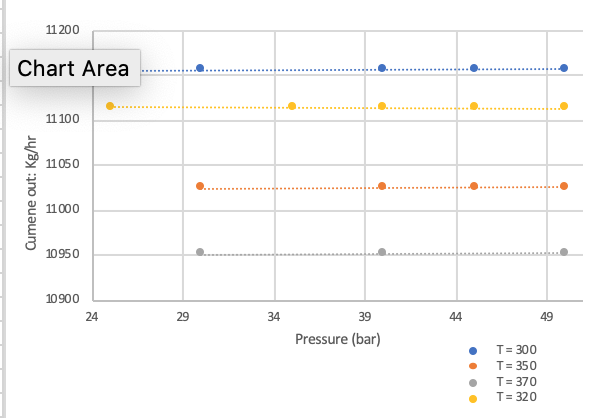 11200
Chart Area
11100
11050
11000
10950
10900
Cumene out: Kg/hr
24 29 34 39 44 49
Pressure (bar)
T = 300
T = 350
T = 370
T = 320